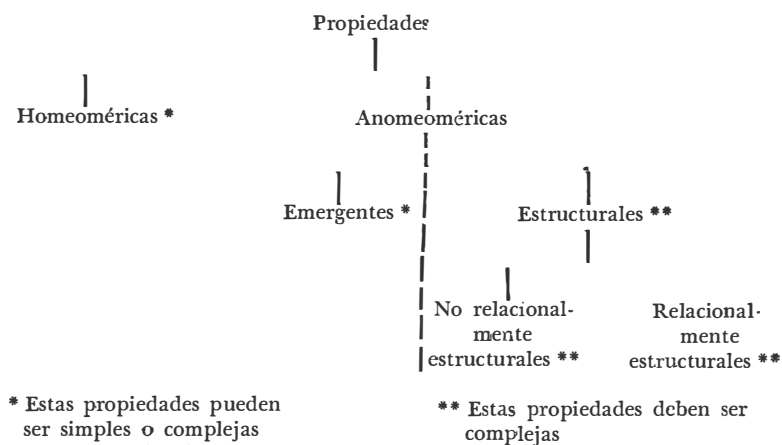 Propiedades
Homeoméricas *
Anomeoméricas
Emergentes *
Estructurales **
No relacional-
mente
estructurales **
Relacional-
mente
estructurales **
* Estas propiedades pueden
ser simples o complejas
** Estas propiedades deben ser
complejas